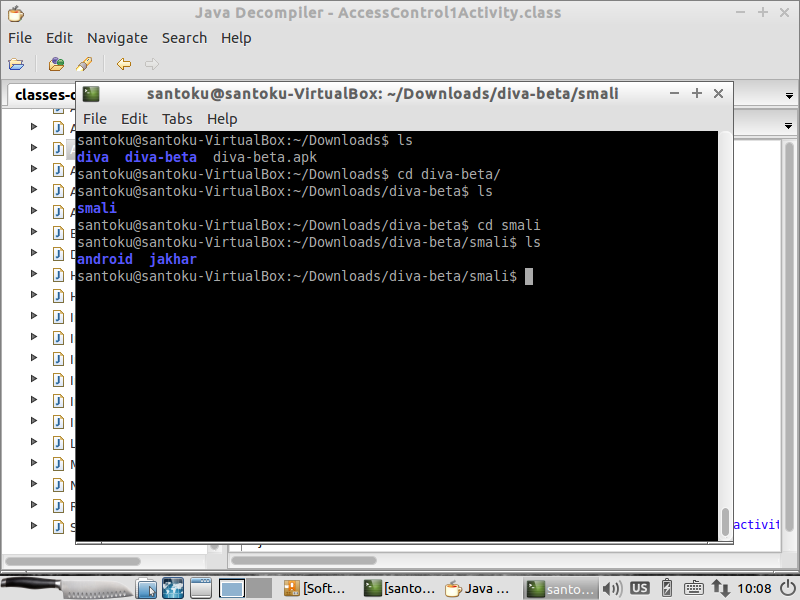 Java Decompiler - AccessControl1Activity.class
File Edit Navigate Search Help
classes-
santoku@santoku-VirtualBox: ~/Downloads/diva-beta/smali
File Edit Tabs Help
santoku@santoku-VirtualBox:~/Downloads$ ls
diva diva-beta diva-beta.apk
santoku@santoku-VirtualBox:~/Downloads$ cd diva-beta/
santoku@santoku-VirtualBox:~/Downloads/diva-beta$ ls
smali
santoku@santoku-VirtualBox:~/Downloads/diva-beta$ cd smali
santoku@santoku-VirtualBox:~/Downloads/diva-beta/smali$ ls
android jakhar
santoku@santoku-VirtualBox:~/Downloads/diva-beta/smali$
activit
[Soft... [santo... Java ... santo... US 10:08